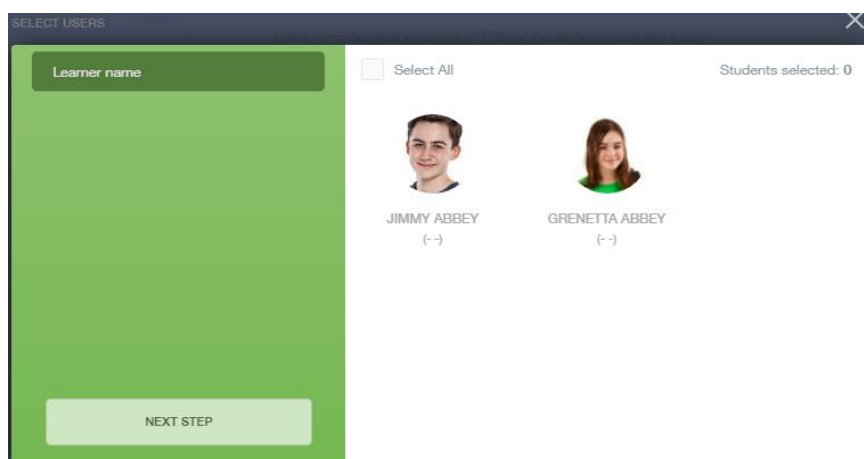 SELECT USERS
Learner name
Select All
Students selected: 0
JIMMY ABBEY
(- -)
GRENETTA ABBEY
(- -)
NEXT STEP